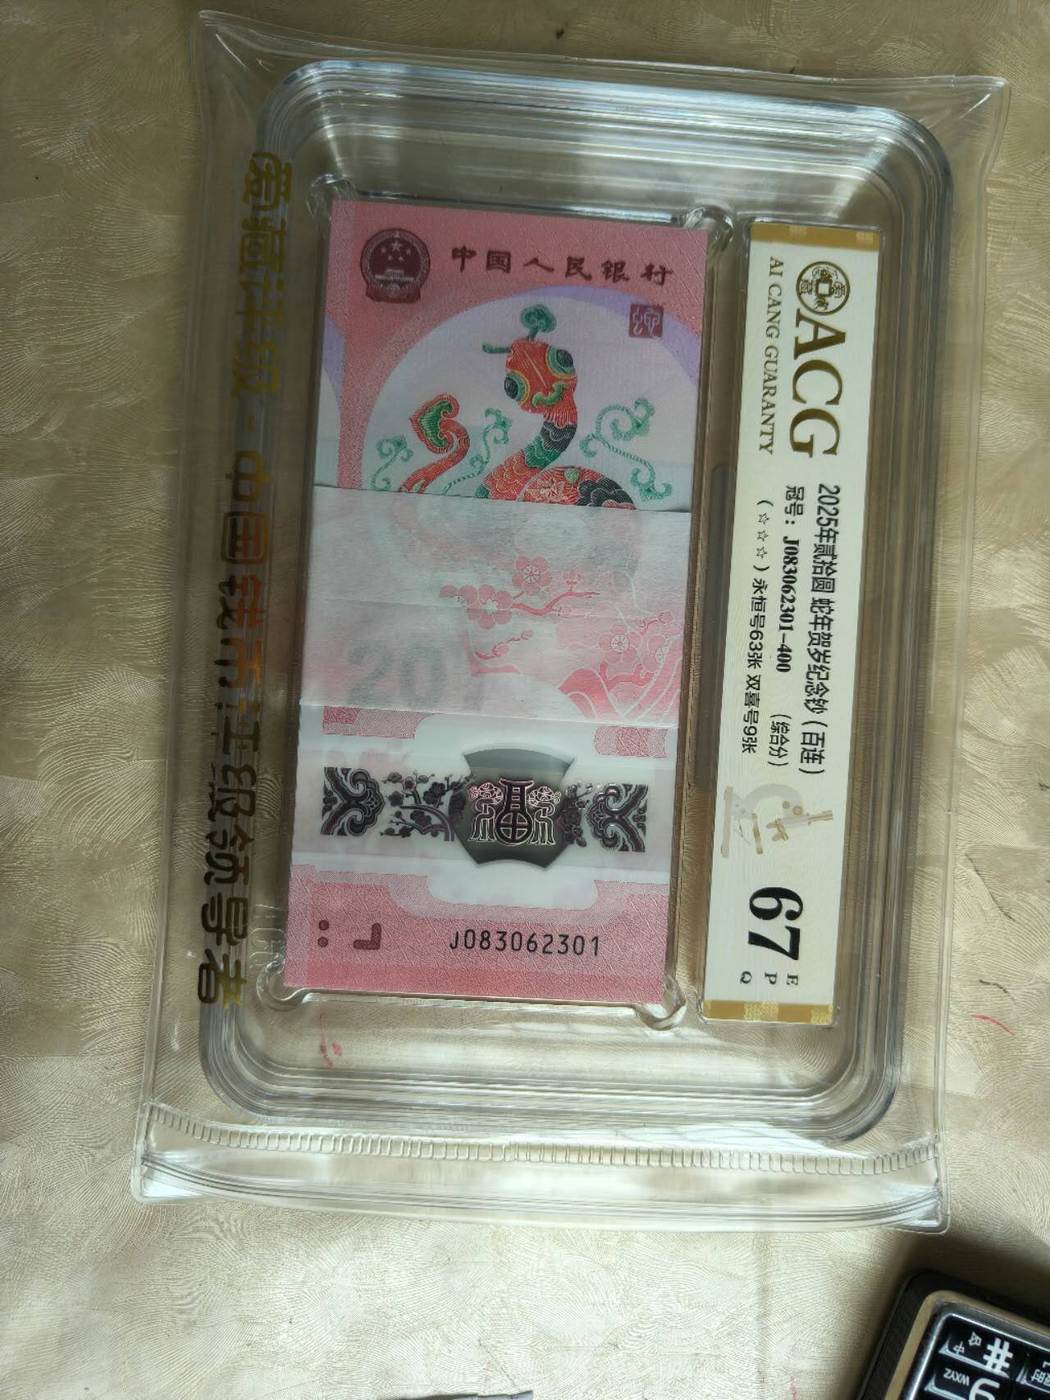 中国人民银行
20
福
J083062301
ACG
AI CANG GUARANTY
2025年贰拾圆 蛇年贺岁纪念钞（百连）
冠号：J083062301-400 （综合分）
（☆☆☆）永恒号63张 双喜号9张
67
E
P
Q
爱藏评级·中国钱币评级领导者
#
WXYZ